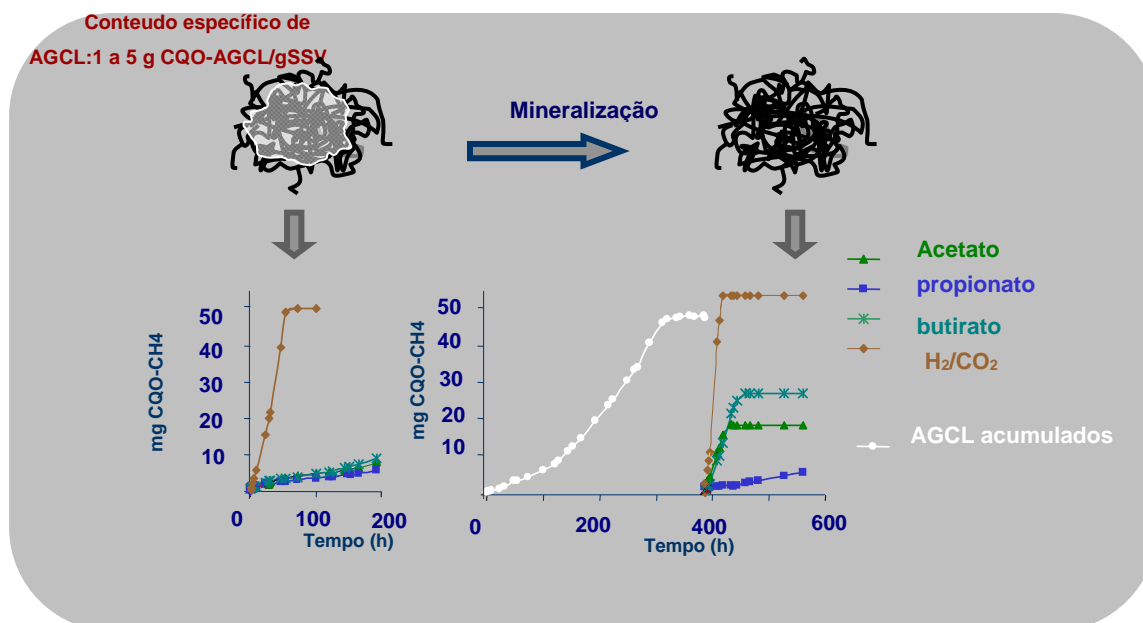 Conteudo específico de
AGCL:1 a 5 g CQO-AGCL/gSSV
Mineralização
Acetato
propionato
butirato
H₂/CO₂
AGCL acumulados
mg CQO-CH4
50
40
30
20
10
0
100
200
Tempo (h)
mg CQO-CH4
50
40
30
20
10
0
200
400
600
Tempo (h)